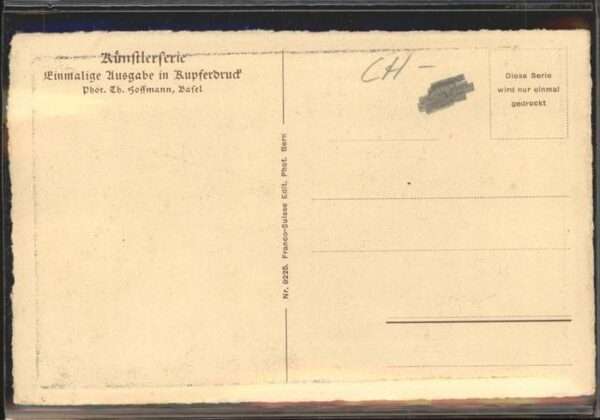 Künstlerserie
Einmalige Ausgabe in Kupferdruck
Phot. Th. Hoffmann, Basel
CH -
Diese Serie
wird nur einmal
gedruckt
Nr. 9225. Franco-Suisse Edit. Phot. Bern